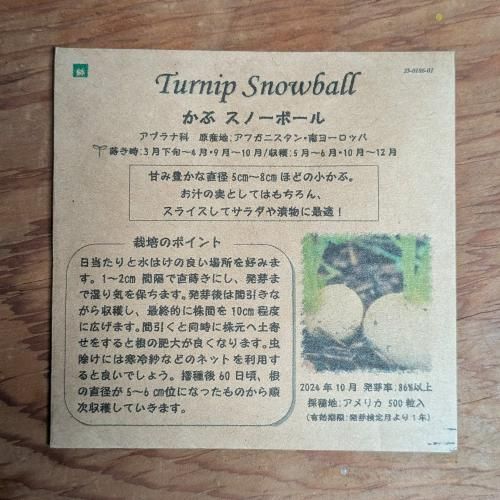 Turnip Snowball
かぶ スノーボール
アブラナ科 原産地:アフガニスタン・南ヨーロッパ
蒔き時:3月下旬～4月・9月～10月/収穫:5月～6月・10月～12月
甘み豊かな直径5cm～8cmほどの小かぶ。
お汁の実としてはもちろん、
スライスしてサラダや漬物に最適！
栽培のポイント
日当たりと水はけの良い場所を好みま
す。1～2cm 間隔で直蒔きにし、発芽ま
で湿り気を保ちます。発芽後は間引きな
がら収穫し、最終的に株間を10cm程度
に広げます。間引くと同時に株元へ土寄
せをすると根の肥大が良くなります。虫
除けには寒冷紗などのネットを利用す
ると良いでしょう。播種後60日頃、根
の直径が5～6cm位になったものから順
次収穫していきます。
2024年10月 発芽率:86%以上
採種地:アメリカ 500粒入
(有効期限:発芽検定月より1年)